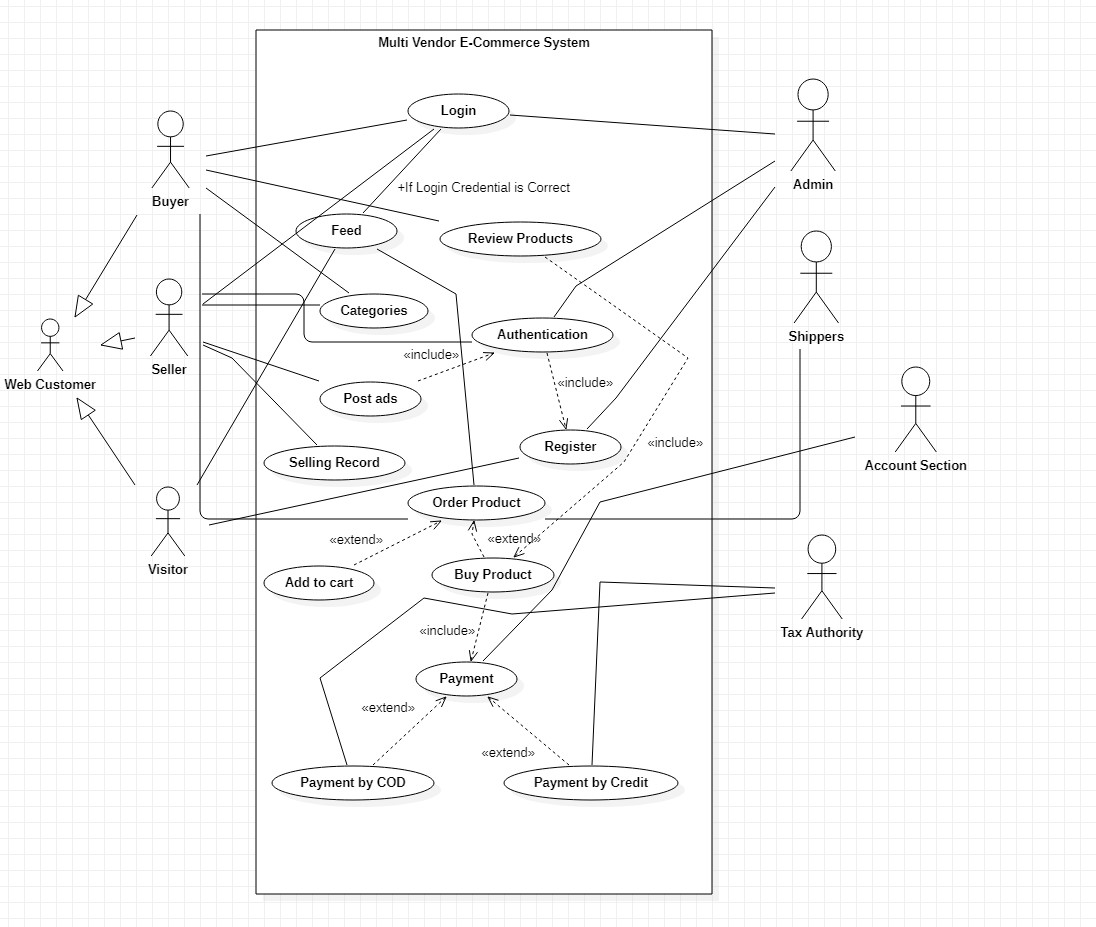 Multi Vendor E-Commerce System
Login
Admin
+If Login Credential is Correct
Buyer
Feed
Review Products
Categories
Authentication
Shippers
«include»
Seller
Web Customer
«include»
Post ads
«include»
Register
Selling Record
Account Section
Order Product
«extend»
«extend»
Visitor
Add to cart
Buy Product
«include»
Tax Authority
Payment
«extend»
«extend»
Payment by COD
Payment by Credit